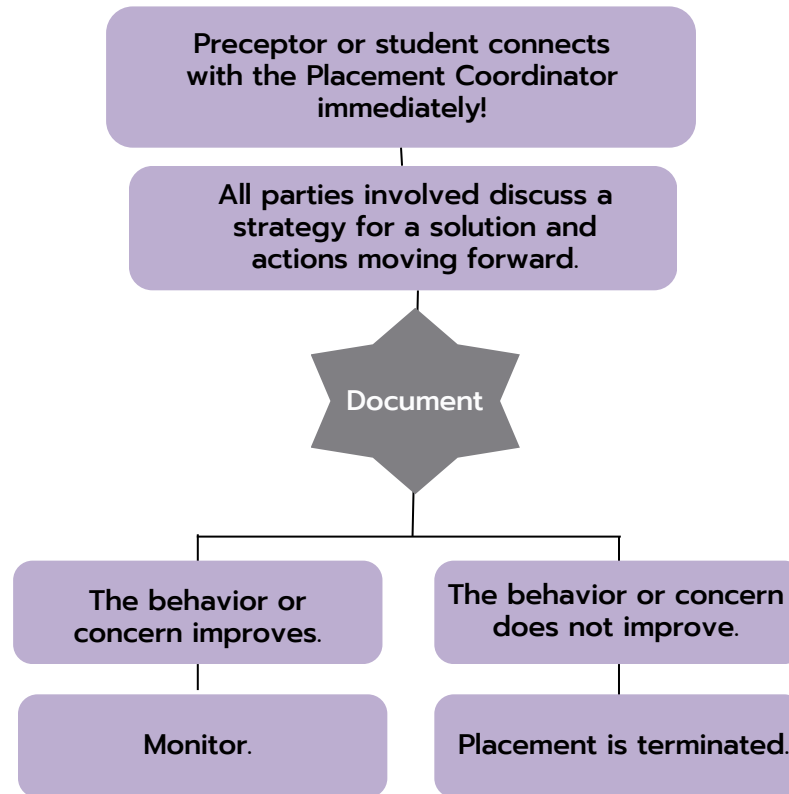 Preceptor or student connects
with the Placement Coordinator
immediately!
All parties involved discuss a
strategy for a solution and
actions moving forward.
Document
The behavior or
concern improves.
The behavior or concern
does not improve.
Monitor.
Placement is terminated.